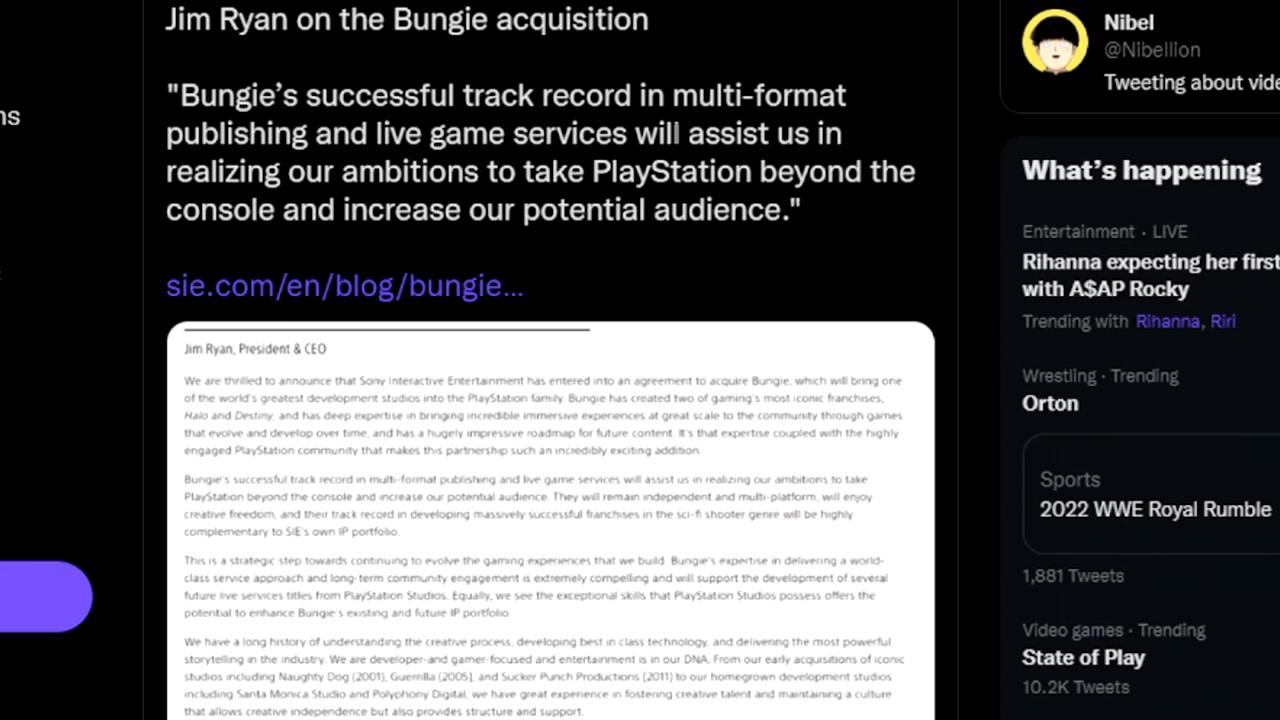 Jim Ryan on the Bungie acquisition
"Bungie’s successful track record in multi-format
publishing and live game services will assist us in
realizing our ambitions to take PlayStation beyond the
console and increase our potential audience."
sie.com/en/blog/bungie...
Jim Ryan, President & CEO
We are thrilled to announce that Sony Interactive Entertainment has entered into an agreement to acquire Bungie, which will bring one
of the world's greatest development studios into the PlayStation family. Bungie has created two of gaming's most iconic franchises,
Halo and Destiny, and has deep expertise in bringing incredible immersive experiences at great scale to the community through games
that evolve and develop over time, and has a hugely impressive roadmap for future content. It's that expertise coupled with the highly
engaged PlayStation community that makes this partnership such an incredibly exciting addition.
Bungie's successful track record in multi-format publishing and live game services will assist us in realizing our ambitions to take
PlayStation beyond the console and increase our potential audience. They will remain independent and multi-platform, will enjoy
creative freedom, and their track record in developing massively successful franchises in the sci-fi shooter genre will be highly
complementary to SIE's own IP portfolio.
This is a strategic step towards continuing to evolve the gaming experiences that we build. Bungie's expertise in delivering a world-
class service approach and long-term community engagement is extremely compelling and will support the development of several
future live services titles from PlayStation Studios. Equally, we see the exceptional skills that PlayStation Studios possess offers the
potential to enhance Bungie's existing and future IP portfolio.
We have a long history of understanding the creative process, developing best in class technology, and delivering the most powerful
storytelling in the industry. We are developer-and gamer-focused and entertainment is in our DNA. From our early acquisitions of iconic
studios including Naughty Dog (2001), Guerrilla (2005), and Sucker Punch Productions (2011) to our homegrown development studios
including Santa Monica Studio and Polyphony Digital, we have great experience in fostering creative talent and maintaining a culture
that allows creative independence but also provides structure and support.
ns
Nibel
@Nibellion
Tweeting about vide
What’s happening
Entertainment · LIVE
Rihanna expecting her first
with A$AP Rocky
Trending with Rihanna, Riri
Wrestling · Trending
Orton
Sports
2022 WWE Royal Rumble
1,881 Tweets
Video games · Trending
State of Play
10.2K Tweets